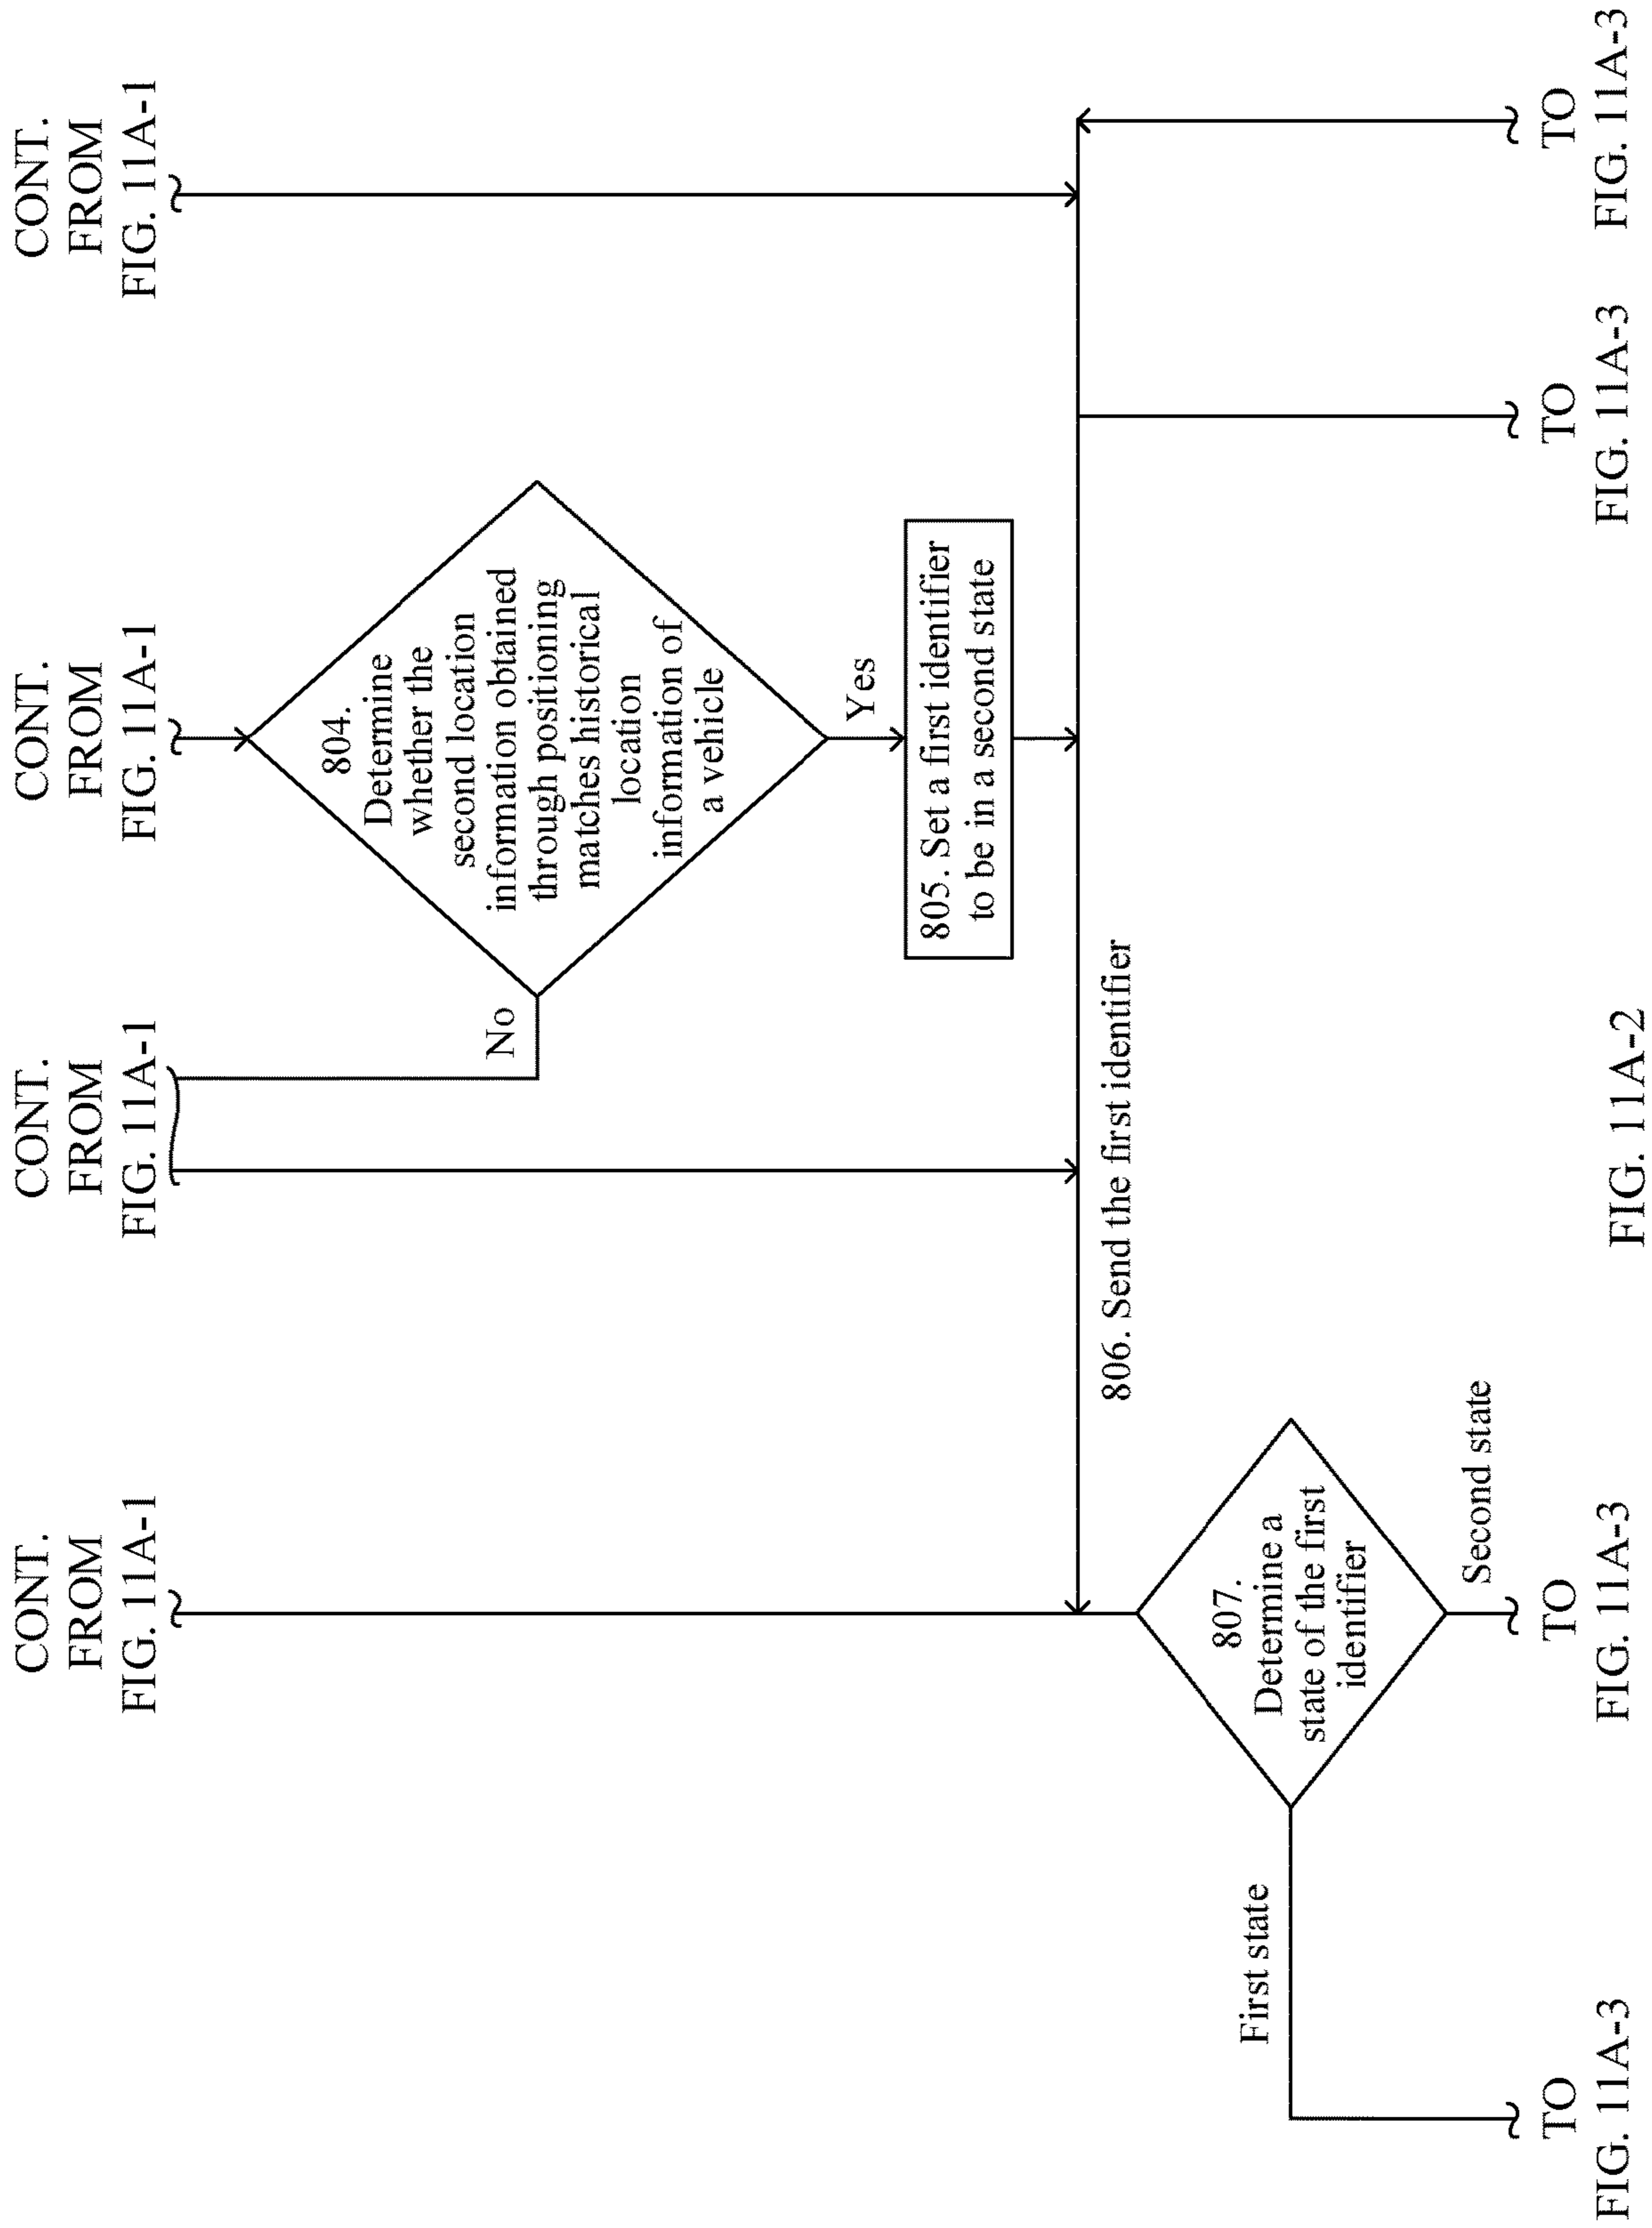 CONT.
FROM
FIG. 11A-1
CONT.
FROM
FIG. 11A-1
CONT.
FROM
FIG. 11A-1
CONT.
FROM
FIG. 11A-1
804.
Determine
whether the
second location
information obtained
through positioning
matches historical
location
information of
a vehicle
No
Yes
805. Set a first identifier
to be in a second state
806. Send the first identifier
807.
Determine a
state of the first
identifier
First state
Second state
TO
FIG. 11A-3
TO
FIG. 11A-3
TO
FIG. 11A-3
TO
FIG. 11A-3
FIG. 11A-2